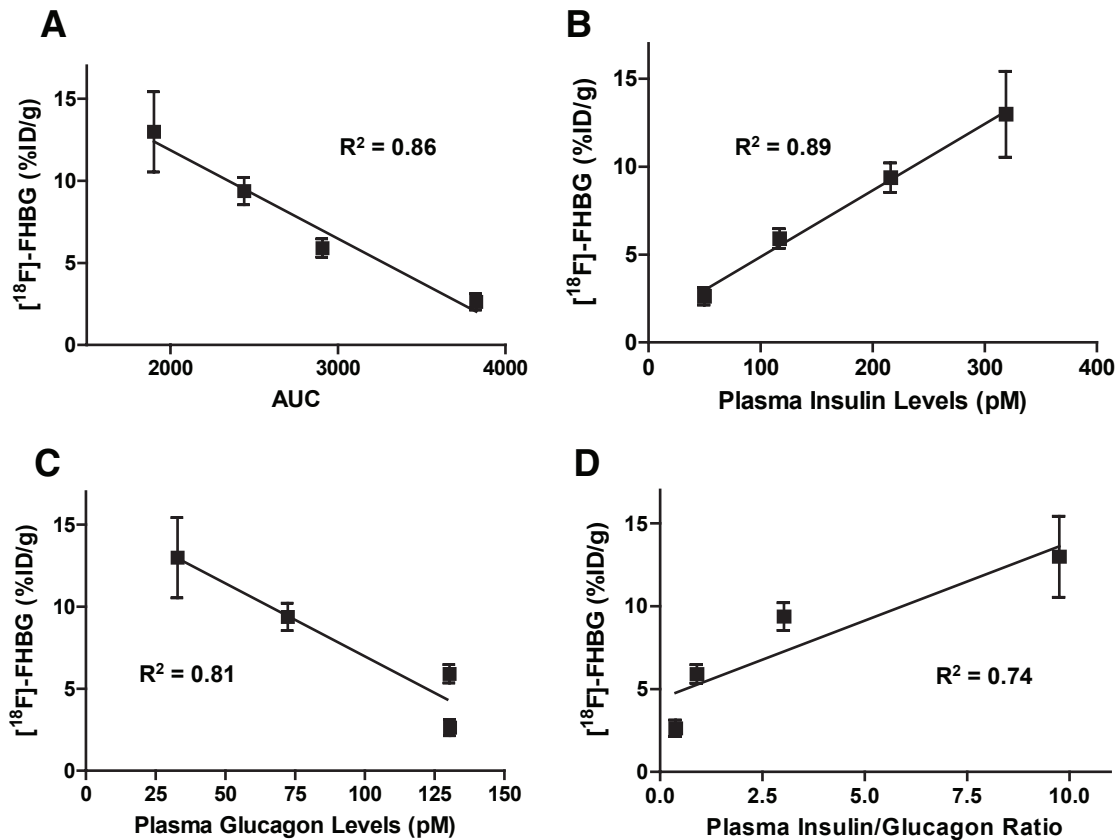 A
[¹⁸F]-FHBG (%ID/g)
15
10
5
0
R² = 0.86
2000 3000 4000
AUC
B
[¹⁸F]-FHBG (%ID/g)
15
10
5
0
R² = 0.89
0 100 200 300 400
Plasma Insulin Levels (pM)
C
[¹⁸F]-FHBG (%ID/g)
15
10
5
0
R² = 0.81
0 25 50 75 100 125 150
Plasma Glucagon Levels (pM)
D
[¹⁸F]-FHBG (%ID/g)
15
10
5
0
R² = 0.74
0.0 2.5 5.0 7.5 10.0
Plasma Insulin/Glucagon Ratio